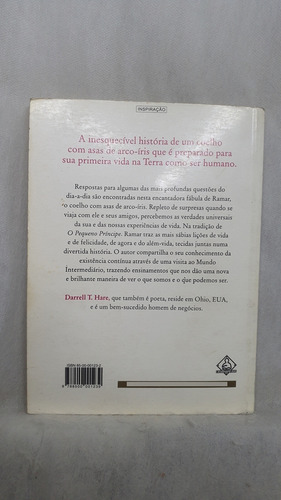 INSPIRAÇÃO
A inesquecível história de um coelho
com asas de arco-íris que é preparado para
sua primeira vida na Terra como ser humano.
Respostas para algumas das mais profundas questões do
dia-a-dia são encontradas nesta encantadora fábula de Ramar,
o coelho com asas de arco-íris. Repleto de surpresas quando se
viaja com ele e seus amigos, percebemos as verdades universais
da sua e das nossas experiências de vida. Na tradição de
O Pequeno Príncipe, Ramar traz as mais sábias lições de vida
e de felicidade, de agora e do além-vida, tecidas juntas numa
divertida história. O autor compartilha o seu conhecimento da
existência contínua através de uma visita ao Mundo
Intermediário, trazendo ensinamentos que nos dão uma nova
e brilhante maneira de ver o que somos e o que podemos ser.
Darrell T. Hare, que também é poeta, reside em Ohio, EUA,
e é um bem-sucedido homem de negócios.